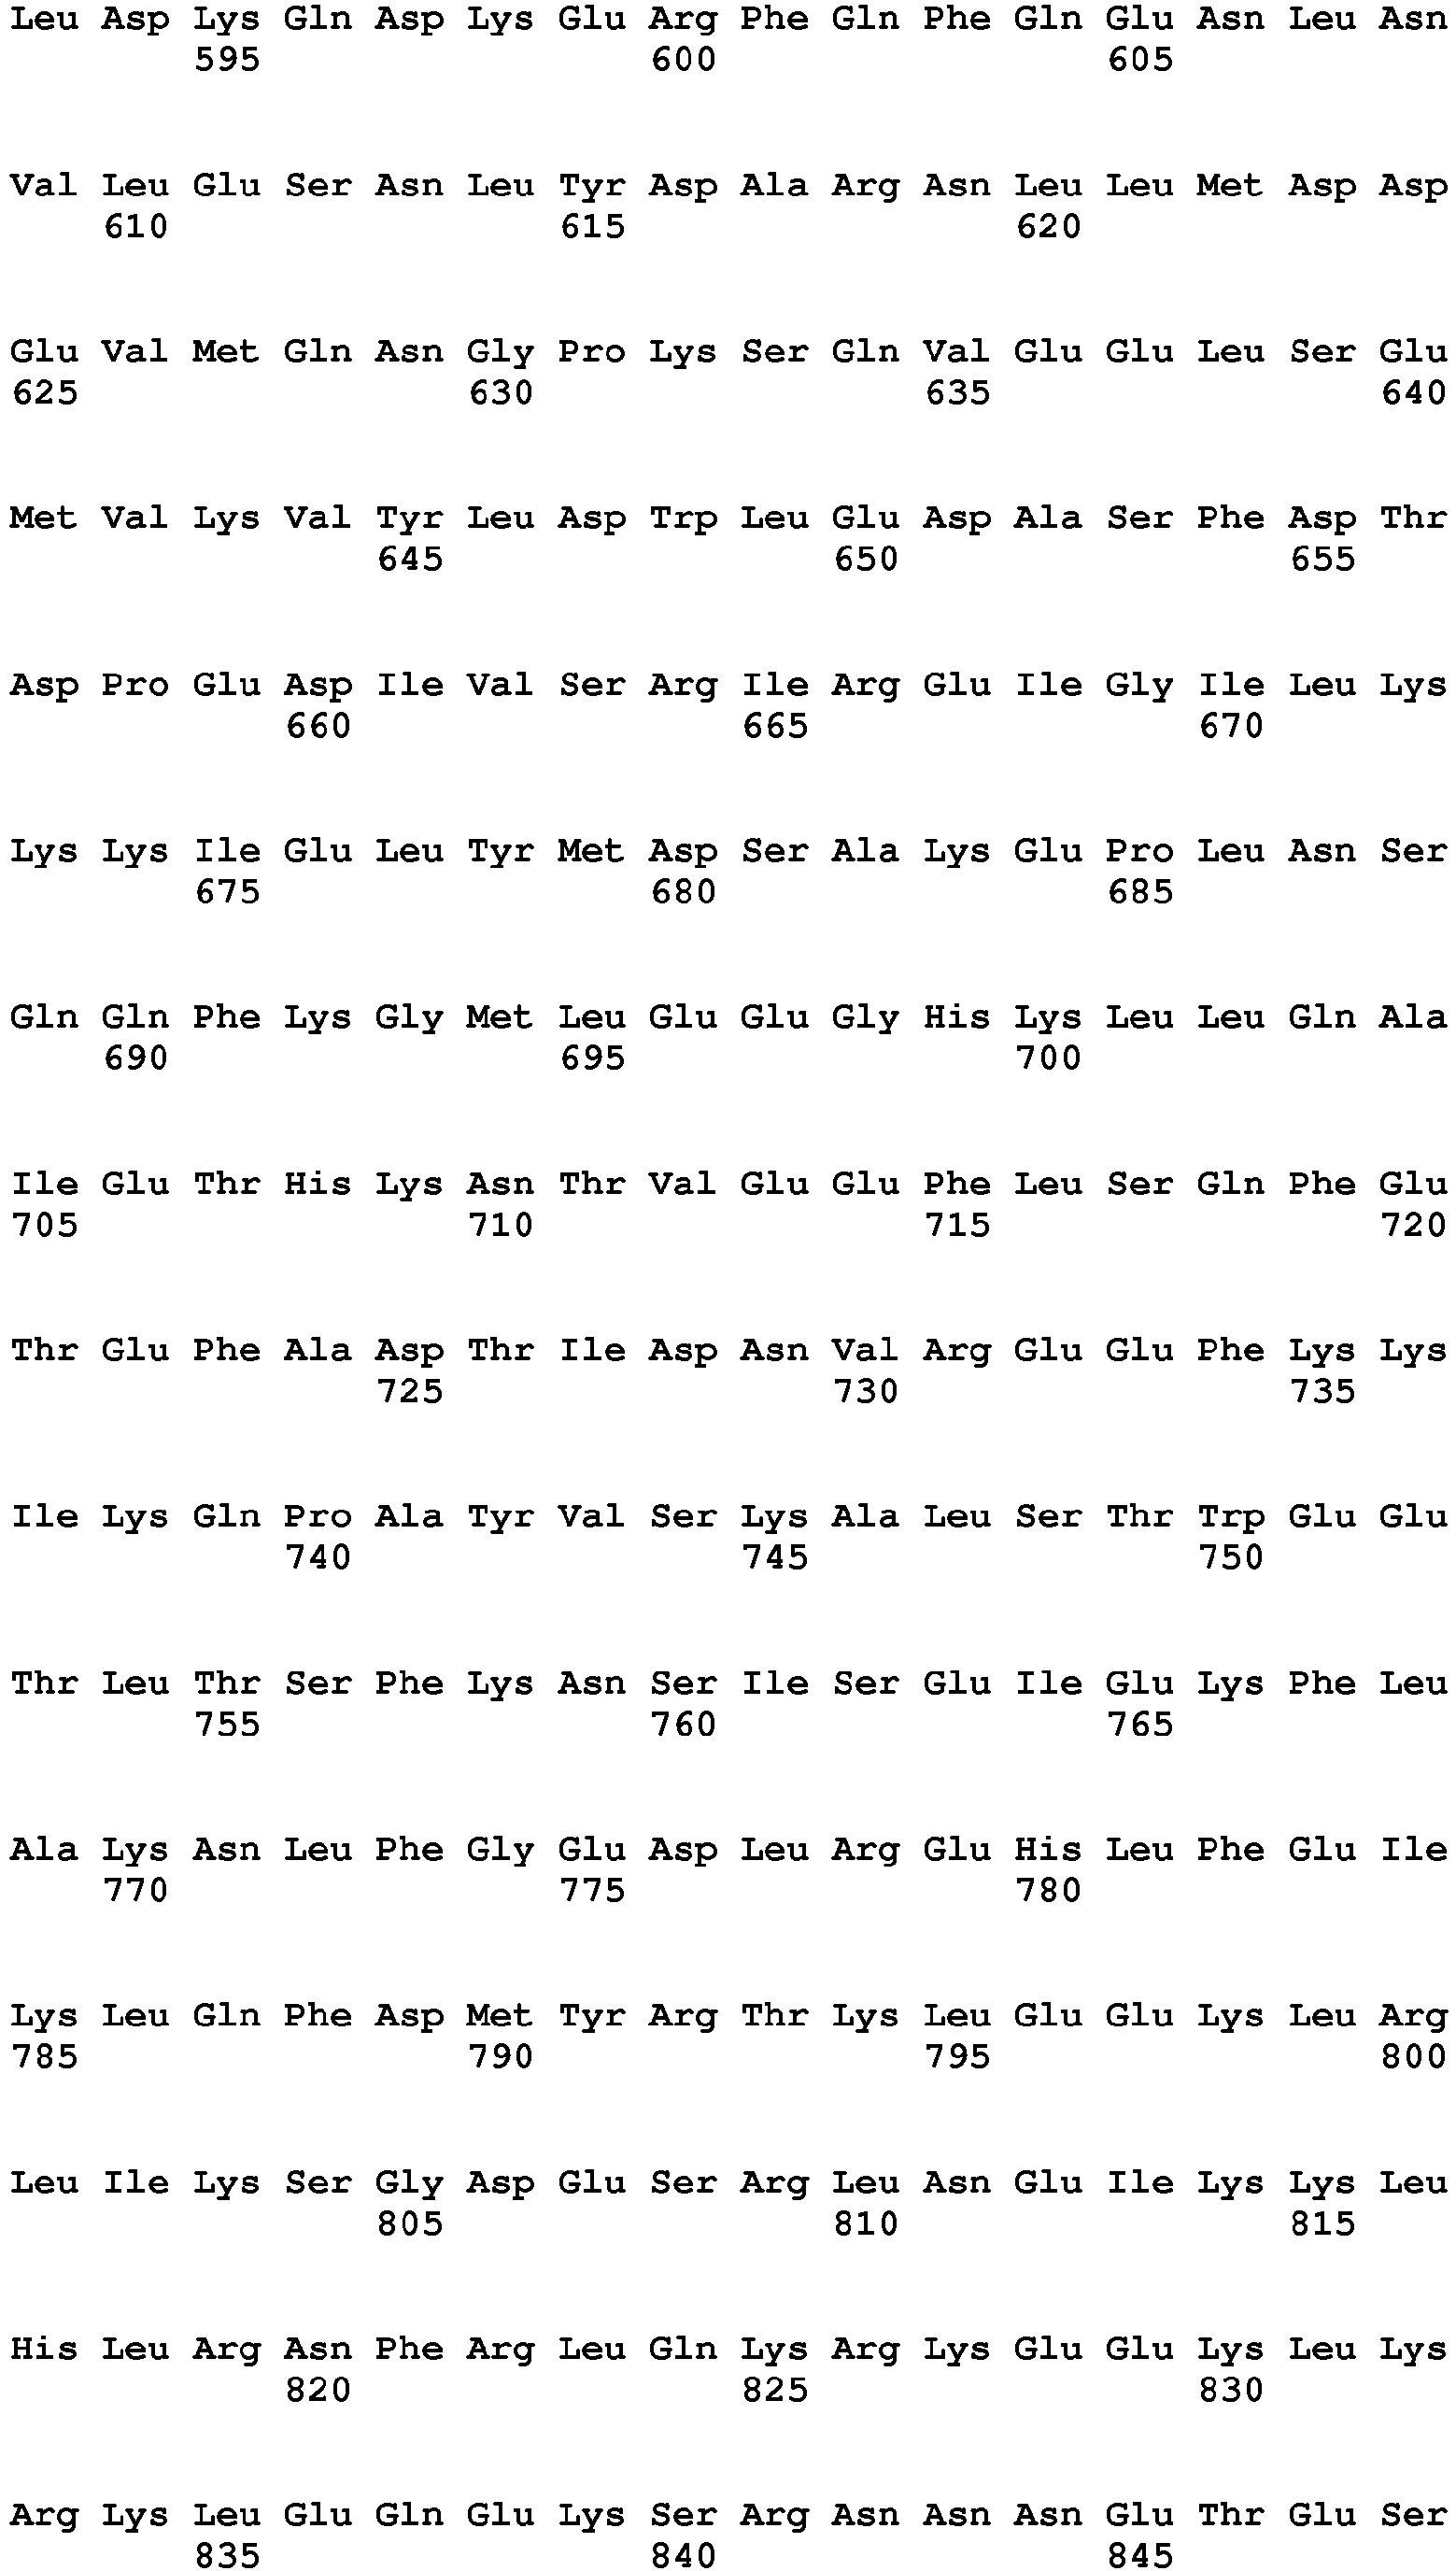 Leu Asp Lys Gln Asp Lys Glu Arg Phe Gln Phe Gln Glu Asn Leu Asn
595 600 605
Val Leu Glu Ser Asn Leu Tyr Asp Ala Arg Asn Leu Leu Met Asp Asp
610 615 620
Glu Val Met Gln Asn Gly Pro Lys Ser Gln Val Glu Glu Leu Ser Glu
625 630 635 640
Met Val Lys Val Tyr Leu Asp Trp Leu Glu Asp Ala Ser Phe Asp Thr
645 650 655
Asp Pro Glu Asp Ile Val Ser Arg Ile Arg Glu Ile Gly Ile Leu Lys
660 665 670
Lys Lys Ile Glu Leu Tyr Met Asp Ser Ala Lys Glu Pro Leu Asn Ser
675 680 685
Gln Gln Phe Lys Gly Met Leu Glu Glu Gly His Lys Leu Leu Gln Ala
690 695 700
Ile Glu Thr His Lys Asn Thr Val Glu Glu Phe Leu Ser Gln Phe Glu
705 710 715 720
Thr Glu Phe Ala Asp Thr Ile Asp Asn Val Arg Glu Glu Phe Lys Lys
725 730 735
Ile Lys Gln Pro Ala Tyr Val Ser Lys Ala Leu Ser Thr Trp Glu Glu
740 745 750
Thr Leu Thr Ser Phe Lys Asn Ser Ile Ser Glu Ile Glu Lys Phe Leu
755 760 765
Ala Lys Asn Leu Phe Gly Glu Asp Leu Arg Glu His Leu Phe Glu Ile
770 775 780
Lys Leu Gln Phe Asp Met Tyr Arg Thr Lys Leu Glu Glu Lys Leu Arg
785 790 795 800
Leu Ile Lys Ser Gly Asp Glu Ser Arg Leu Asn Glu Ile Lys Lys Leu
805 810 815
His Leu Arg Asn Phe Arg Leu Gln Lys Arg Lys Glu Glu Lys Leu Lys
820 825 830
Arg Lys Leu Glu Gln Glu Lys Ser Arg Asn Asn Asn Glu Thr Glu Ser
835 840 845